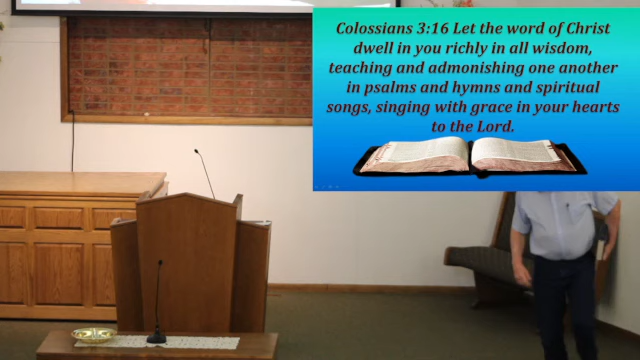 Colossians 3:16 Let the word of Christ
dwell in you richly in all wisdom,
teaching and admonishing one another
in psalms and hymns and spiritual
songs, singing with grace in your hearts
to the Lord.